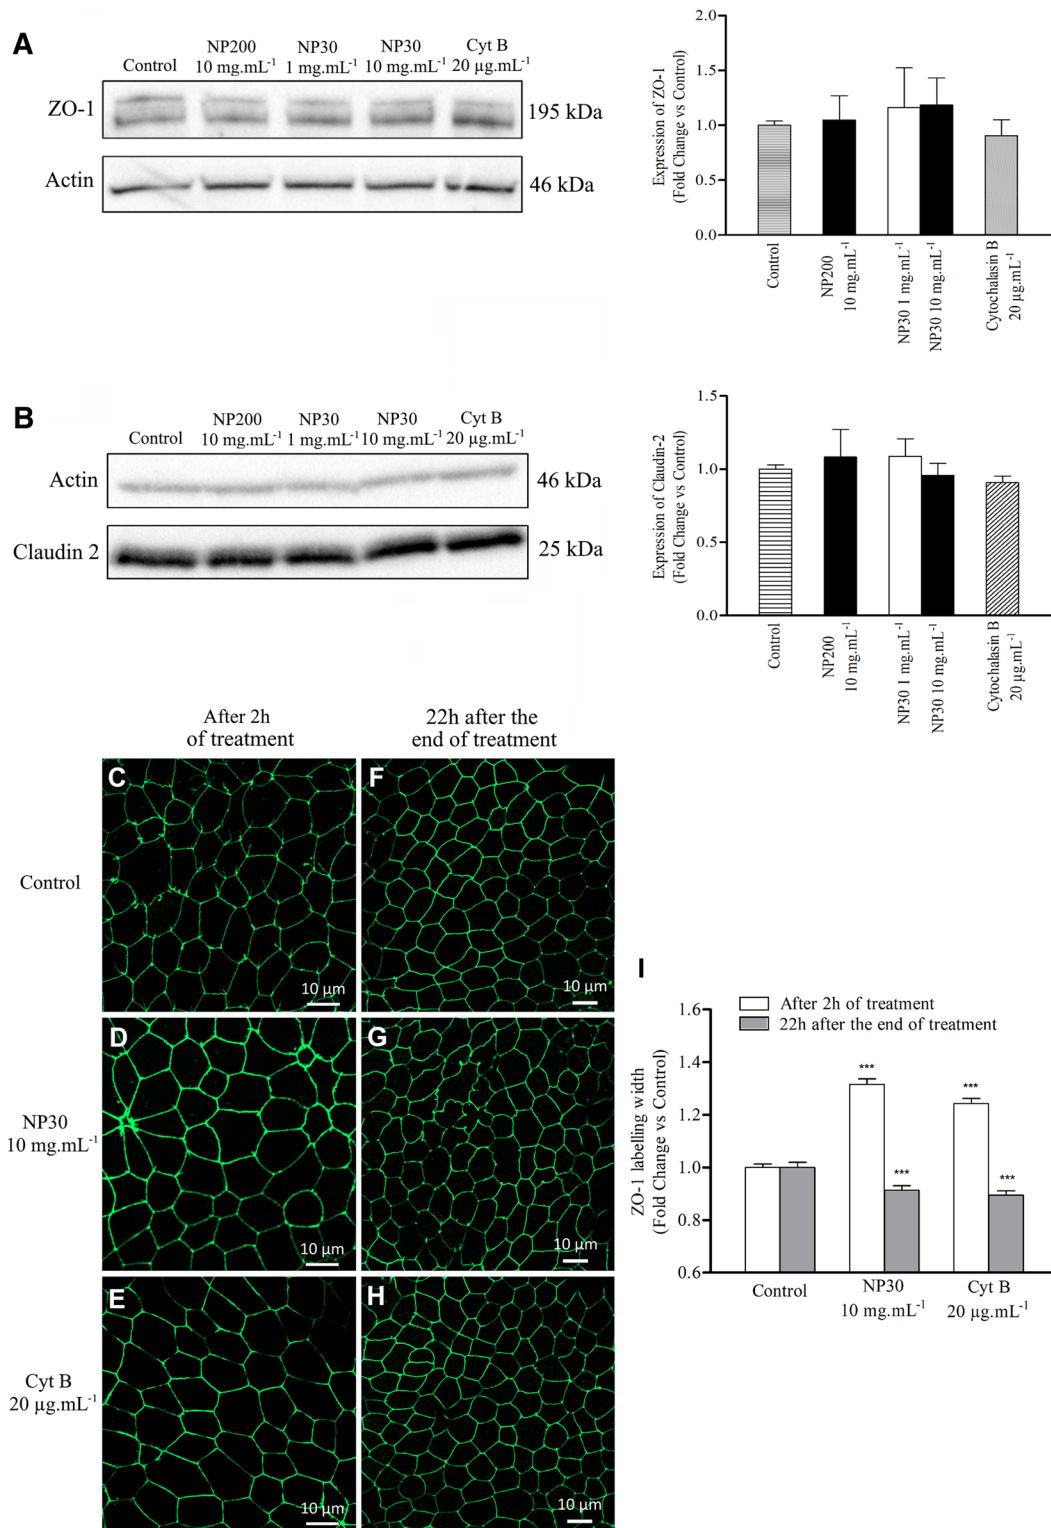 A
Control
NP200
10 mg.mL-1
NP30
1 mg.mL-1
NP30
10 mg.mL-1
Cyt B
20 µg.mL-1
ZO-1
195 kDa
Actin
46 kDa
Expression of ZO-1
(Fold Change vs Control)
2.0
1.5
1.0
0.5
0.0
Control
NP200
10 mg.mL-1
NP30 1 mg.mL-1
NP30 10 mg.mL-1
Cytochalasin B
20 µg.mL-1
B
Control
NP200
10 mg.mL-1
NP30
1 mg.mL-1
NP30
10 mg.mL-1
Cyt B
20 µg.mL-1
Actin
46 kDa
Claudin 2
25 kDa
Expression of Claudin-2
(Fold Change vs Control)
1.5
1.0
0.5
0.0
Control
NP200
10 mg.mL-1
NP30 1 mg.mL-1
NP30 10 mg.mL-1
Cytochalasin B
20 µg.mL-1
After 2h
of treatment
22h after the
end of treatment
Control
C
10 µm
F
10 µm
NP30
10 mg.mL-1
D
10 µm
G
10 µm
Cyt B
20 µg.mL-1
E
10 µm
H
10 µm
I
After 2h of treatment
22h after the end of treatment
ZO-1 labelling width
(Fold Change vs Control)
1.6
1.4
1.2
1.0
0.8
0.6
***
***
***
***
Control
NP30
10 mg.mL-1
Cyt B
20 µg.mL-1